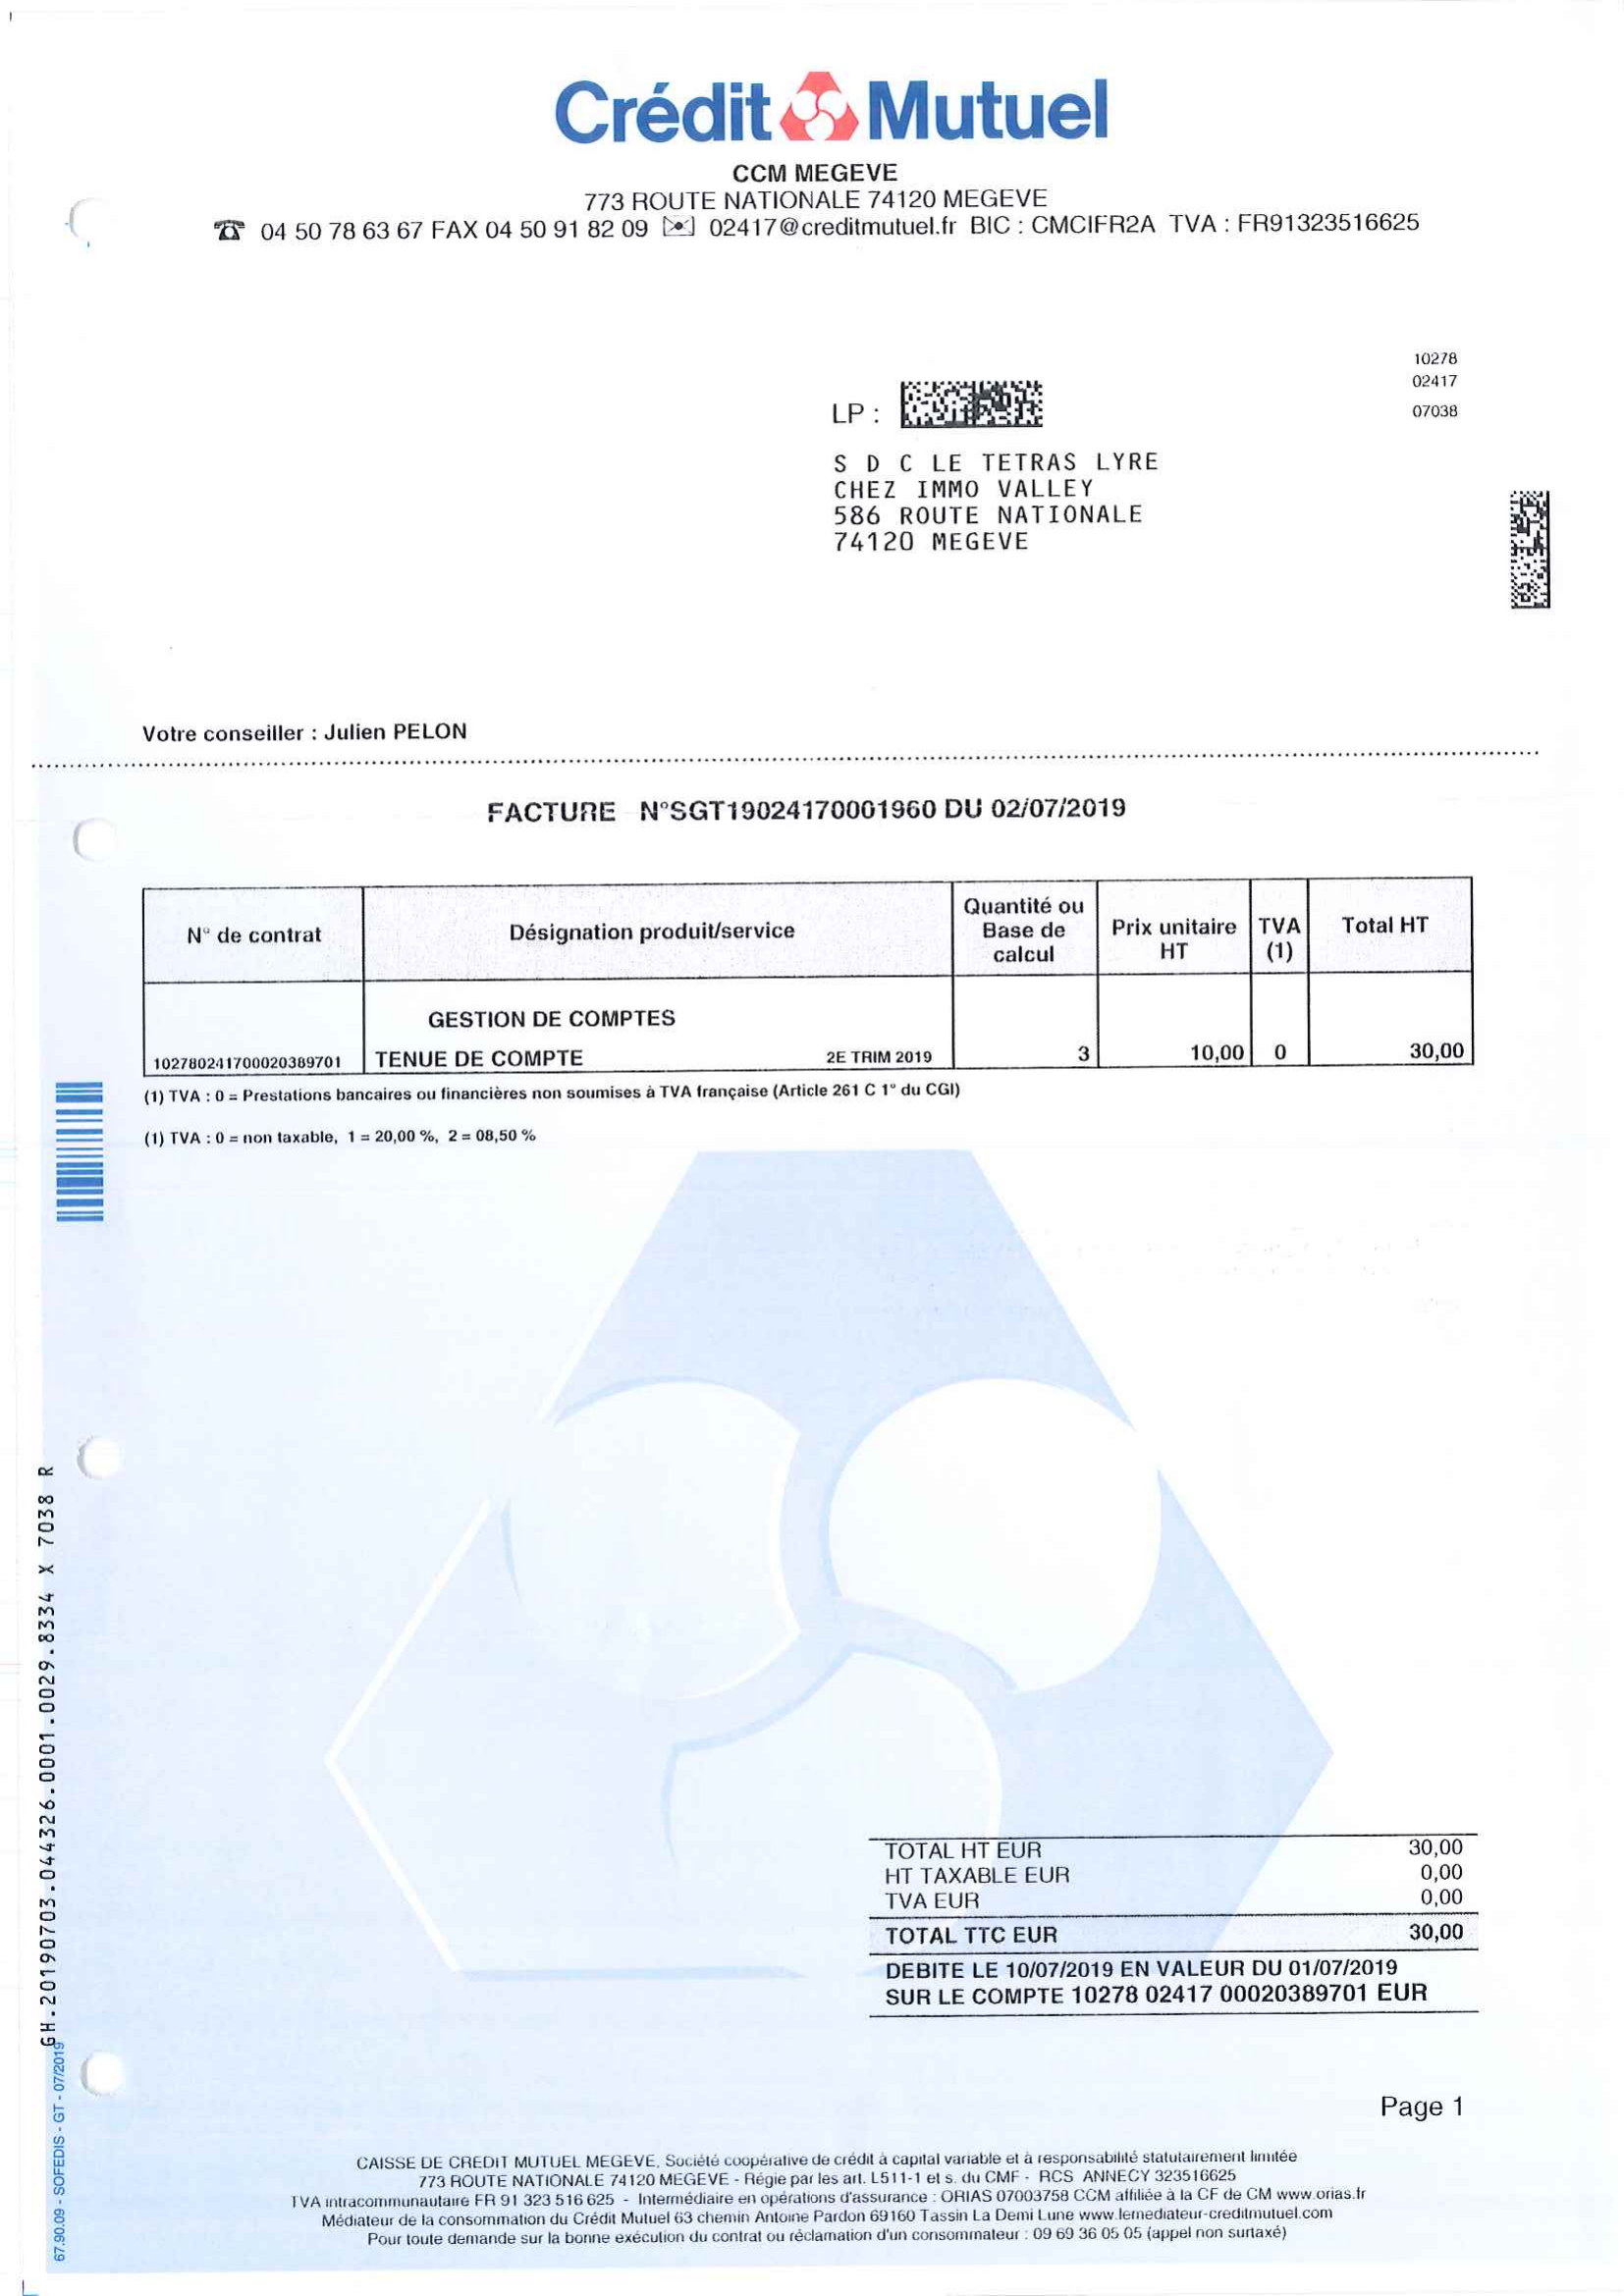 Crédit Mutuel
CCM MEGEVE
773 ROUTE NATIONALE 74120 MEGEVE
04 50 78 63 67 FAX 04 50 91 82 09 02417@creditmutuel.fr BIC : CMCIFR2A TVA : FR91323516625
10278
02417
07038
LP :
S D C LE TETRAS LYRE
CHEZ IMMO VALLEY
586 ROUTE NATIONALE
74120 MEGEVE
Votre conseiller : Julien PELON
FACTURE N°SGT19024170001960 DU 02/07/2019
N° de contrat Désignation produit/service Quantité ou Base de calcul Prix unitaire HT TVA (1) Total HT
GESTION DE COMPTES
102780241700020389701 TENUE DE COMPTE 2E TRIM 2019 3 10,00 0 30,00
(1) TVA : 0 = Prestations bancaires ou financières non soumises à TVA française (Article 261 C 1° du CGI)
(1) TVA : 0 = non taxable, 1 = 20,00 %, 2 = 08,50 %
TOTAL HT EUR 30,00
HT TAXABLE EUR 0,00
TVA EUR 0,00
TOTAL TTC EUR 30,00
DEBITE LE 10/07/2019 EN VALEUR DU 01/07/2019
SUR LE COMPTE 10278 02417 00020389701 EUR
GH.20190703.044326.0001.0029.8334 X 7038 R
67.90.09 - SOFEDIS - GT - 07/2019
Page 1
CAISSE DE CREDIT MUTUEL MEGEVE, Société coopérative de crédit à capital variable et à responsabilité statutairement limitée
773 ROUTE NATIONALE 74120 MEGEVE - Régie par les art. L511-1 et s. du CMF - RCS ANNECY 323516625
TVA intracommunautaire FR 91 323 516 625 - Intermédiaire en opérations d'assurance : ORIAS 07003758 CCM affiliée à la CF de CM www.orias.fr
Médiateur de la consommation du Crédit Mutuel 63 chemin Antoine Pardon 69160 Tassin La Demi Lune www.lemediateur-creditmutuel.com
Pour toute demande sur la bonne exécution du contrat ou réclamation d'un consommateur : 09 69 36 05 05 (appel non surtaxé)